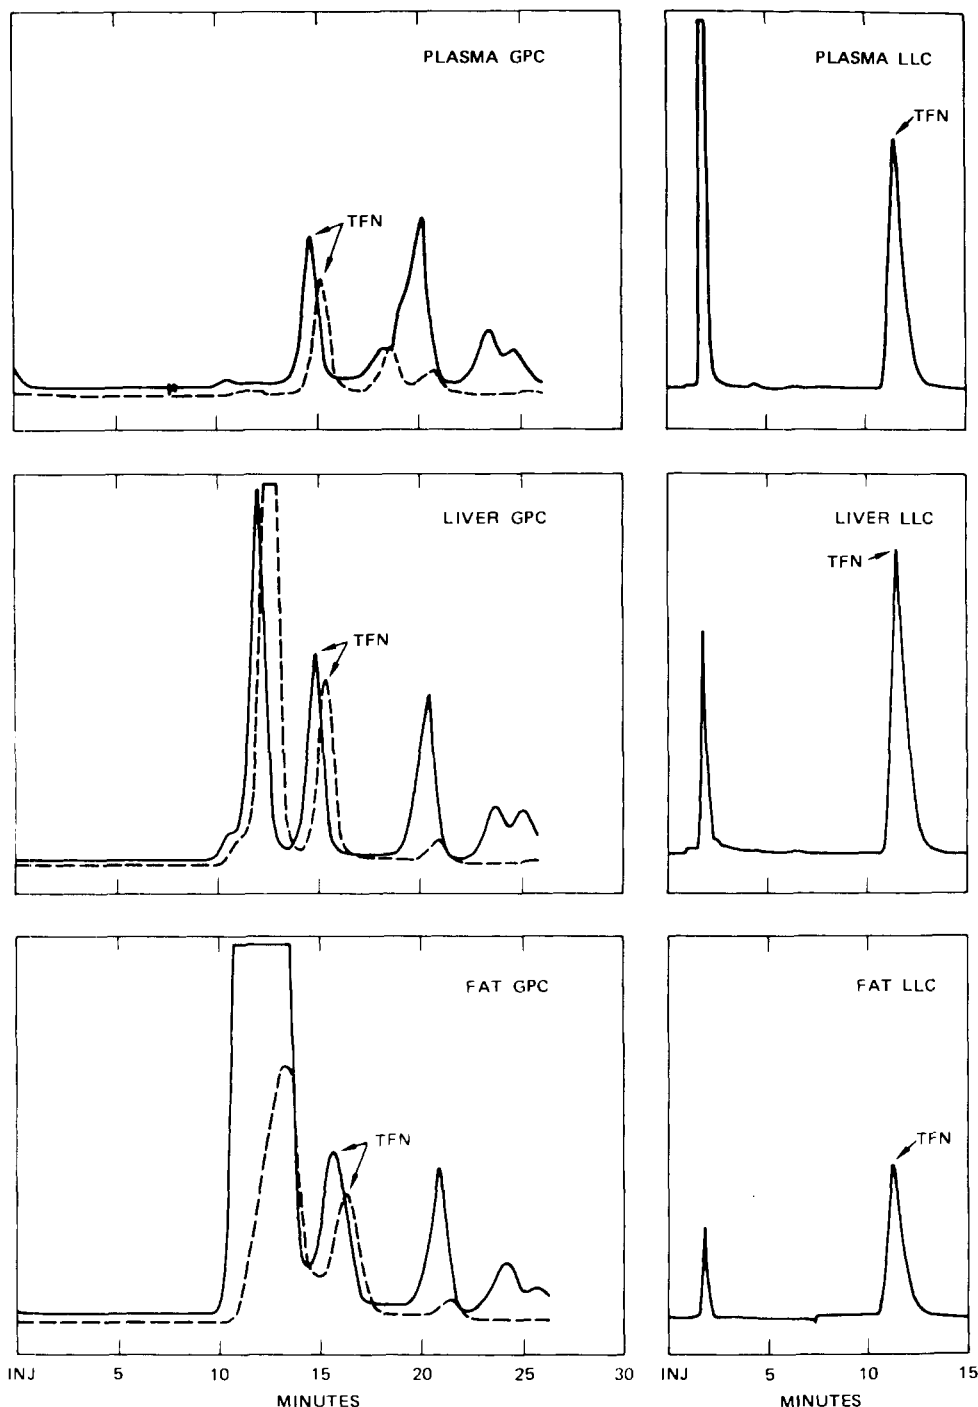 PLASMA GPC
TFN
PLASMA LLC
TFN
LIVER GPC
TFN
LIVER LLC
TFN
FAT GPC
TFN
FAT LLC
TFN
INJ 5 10 15 20 25 30
MINUTES
INJ 5 10 15
MINUTES